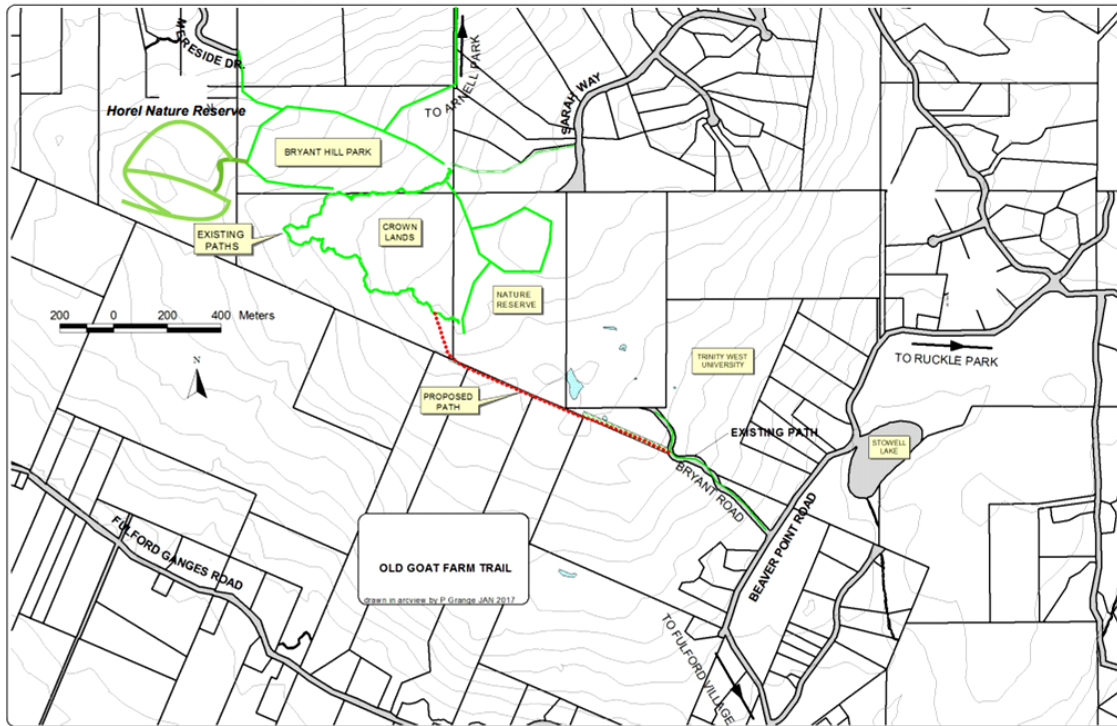 MERESIDE DR.
TO ARNELL PARK
SARAH WAY
Horel Nature Reserve
BRYANT HILL PARK
EXISTING
PATHS
CROWN
LANDS
NATURE
RESERVE
200 0 200 400 Meters
N
TO RUCKLE PARK
TRINITY WEST
UNIVERSITY
PROPOSED
PATH
EXISTING PATH
STOWELL
LAKE
BRYANT ROAD
BEAVER POINT ROAD
FULFORD GANGES ROAD
OLD GOAT FARM TRAIL
drawn in arcview by P Grange JAN 2017
TO FULFORD VILLAGE